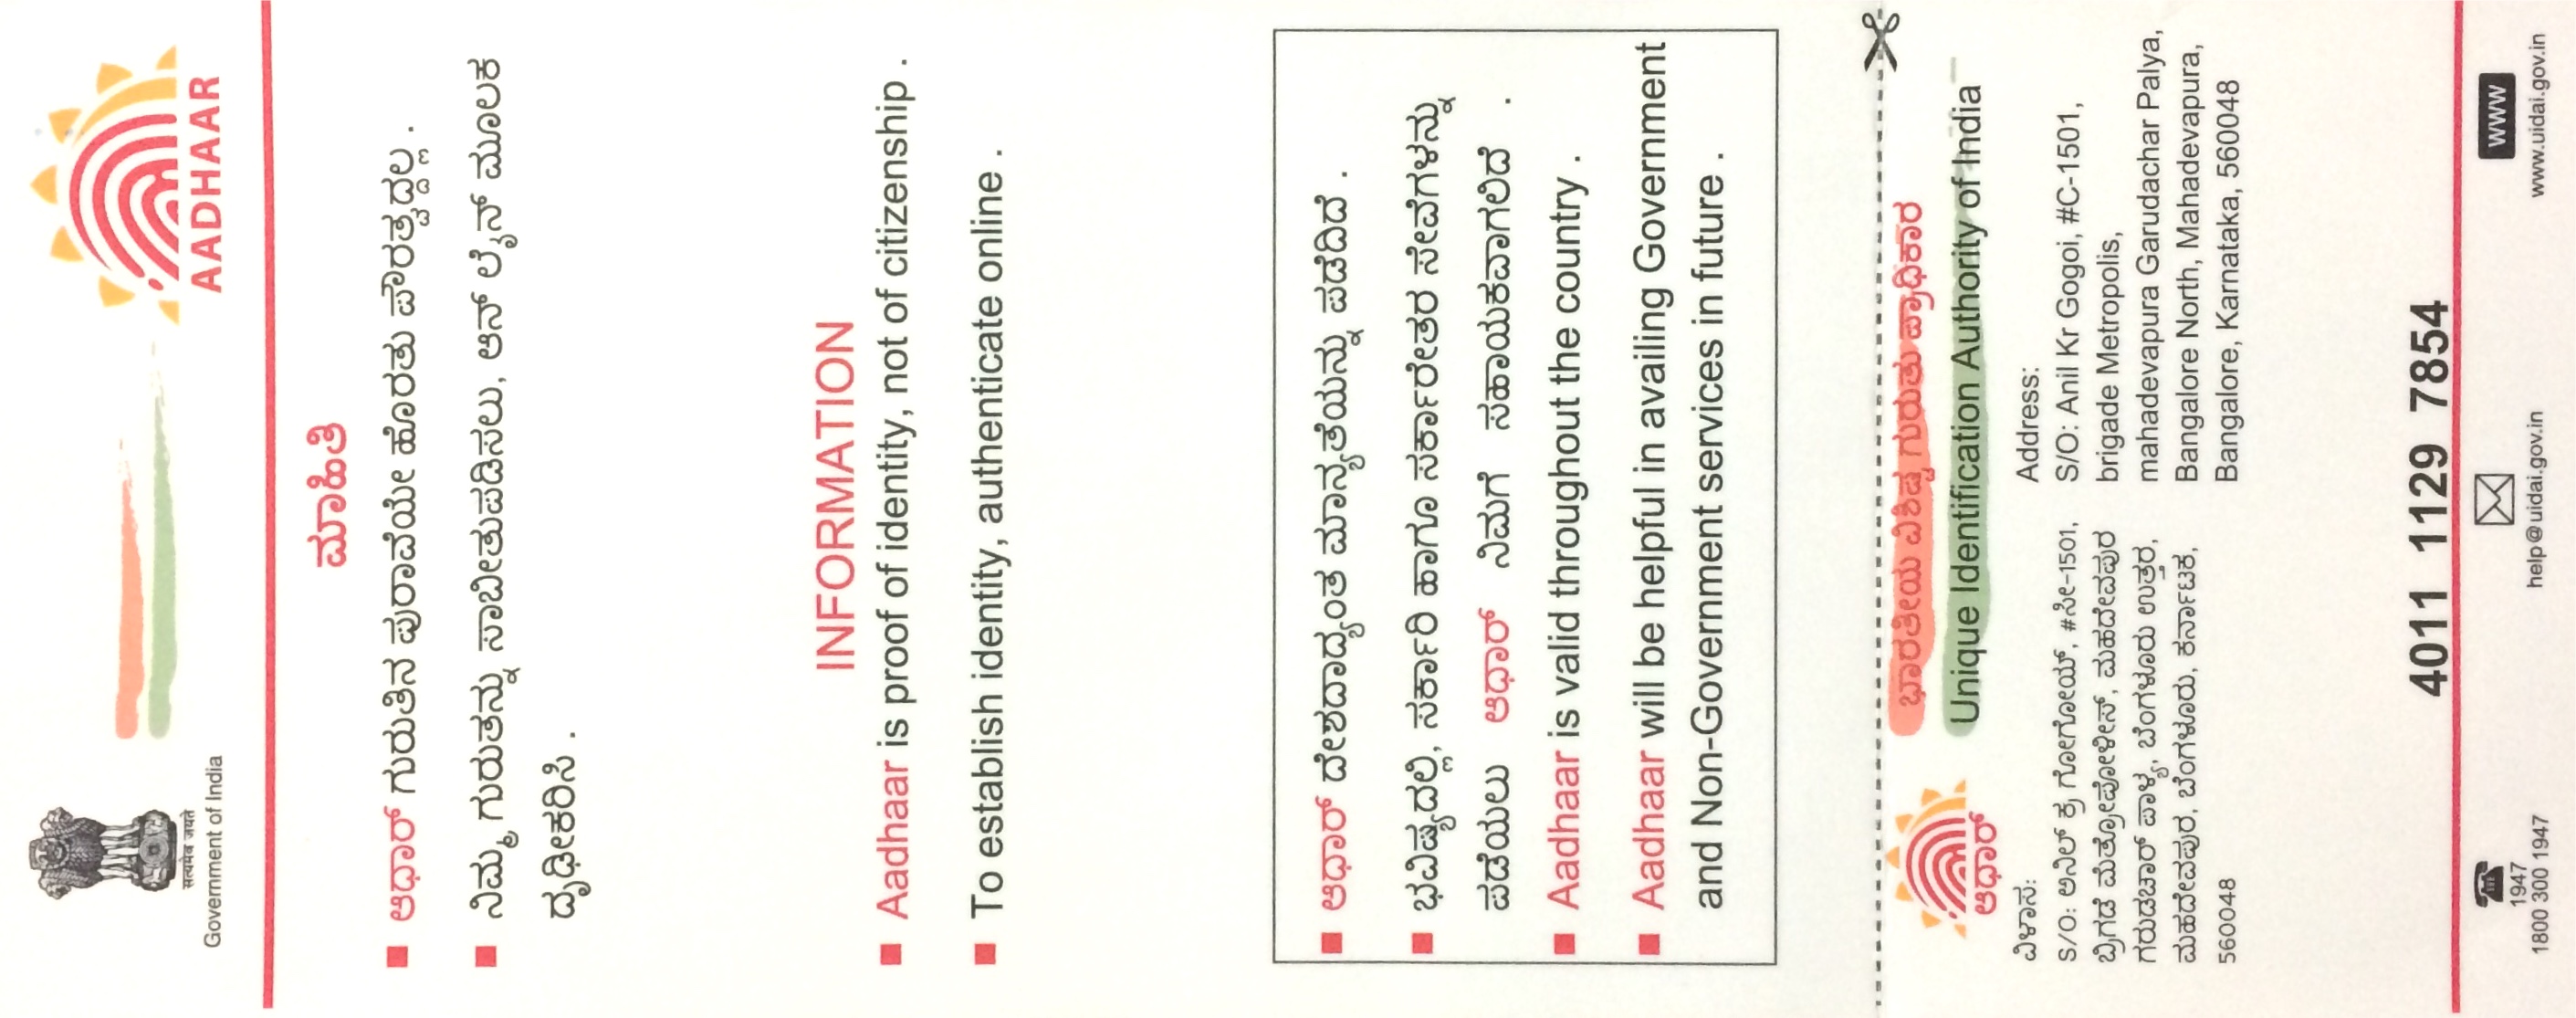 सत्यमेव जयते
Government of India
AADHAAR
ಮಾಹಿತಿ
ಆಧಾರ್ ಗುರುತಿನ ಪುರಾವೆಯೇ ಹೊರತು ಪೌರತ್ವದ್ದಲ್ಲ .
ನಿಮ್ಮ ಗುರುತನ್ನು ಸಾಬೀತುಪಡಿಸಲು, ಆನ್ ಲೈನ್ ಮೂಲಕ
ದೃಢೀಕರಿಸಿ .
INFORMATION
Aadhaar is proof of identity, not of citizenship .
To establish identity, authenticate online .
ಆಧಾರ್ ದೇಶದಾದ್ಯಂತ ಮಾನ್ಯತೆಯನ್ನು ಪಡೆದಿದೆ .
ಭವಿಷ್ಯದಲ್ಲಿ, ಸರ್ಕಾರಿ ಹಾಗೂ ಸರ್ಕಾರೇತರ ಸೇವೆಗಳನ್ನು
ಪಡೆಯಲು ಆಧಾರ್ ನಿಮಗೆ ಸಹಾಯಕವಾಗಲಿದೆ .
Aadhaar is valid throughout the country .
Aadhaar will be helpful in availing Government
and Non-Government services in future .
ಭಾರತೀಯ ವಿಶಿಷ್ಟ ಗುರುತು ಪ್ರಾಧಿಕಾರ
Unique Identification Authority of India
ಆಧಾರ್
ವಿಳಾಸ:
S/O: ಅನಿಲ್ ಕ್ರ ಗೋಗೋಯ್, #ಸೀ-1501,
ಬ್ರಿಗಡೆ ಮೆತ್ರೋಪೋಳೀಸ್, ಮಹದೇವಪುರ
ಗರುಡಚಾರ್ ಪಾಳ್ಯ, ಬೆಂಗಳೂರು ಉತ್ತರ,
ಮಹದೇವಪುರ, ಬೆಂಗಳೂರು, ಕರ್ನಾಟಕ,
560048
Address:
S/O: Anil Kr Gogoi, #C-1501,
brigade Metropolis,
mahadevapura Garudachar Palya,
Bangalore North, Mahadevapura,
Bangalore, Karnataka, 560048
4011 1129 7854
1947
1800 300 1947
help@uidai.gov.in
www
www.uidai.gov.in